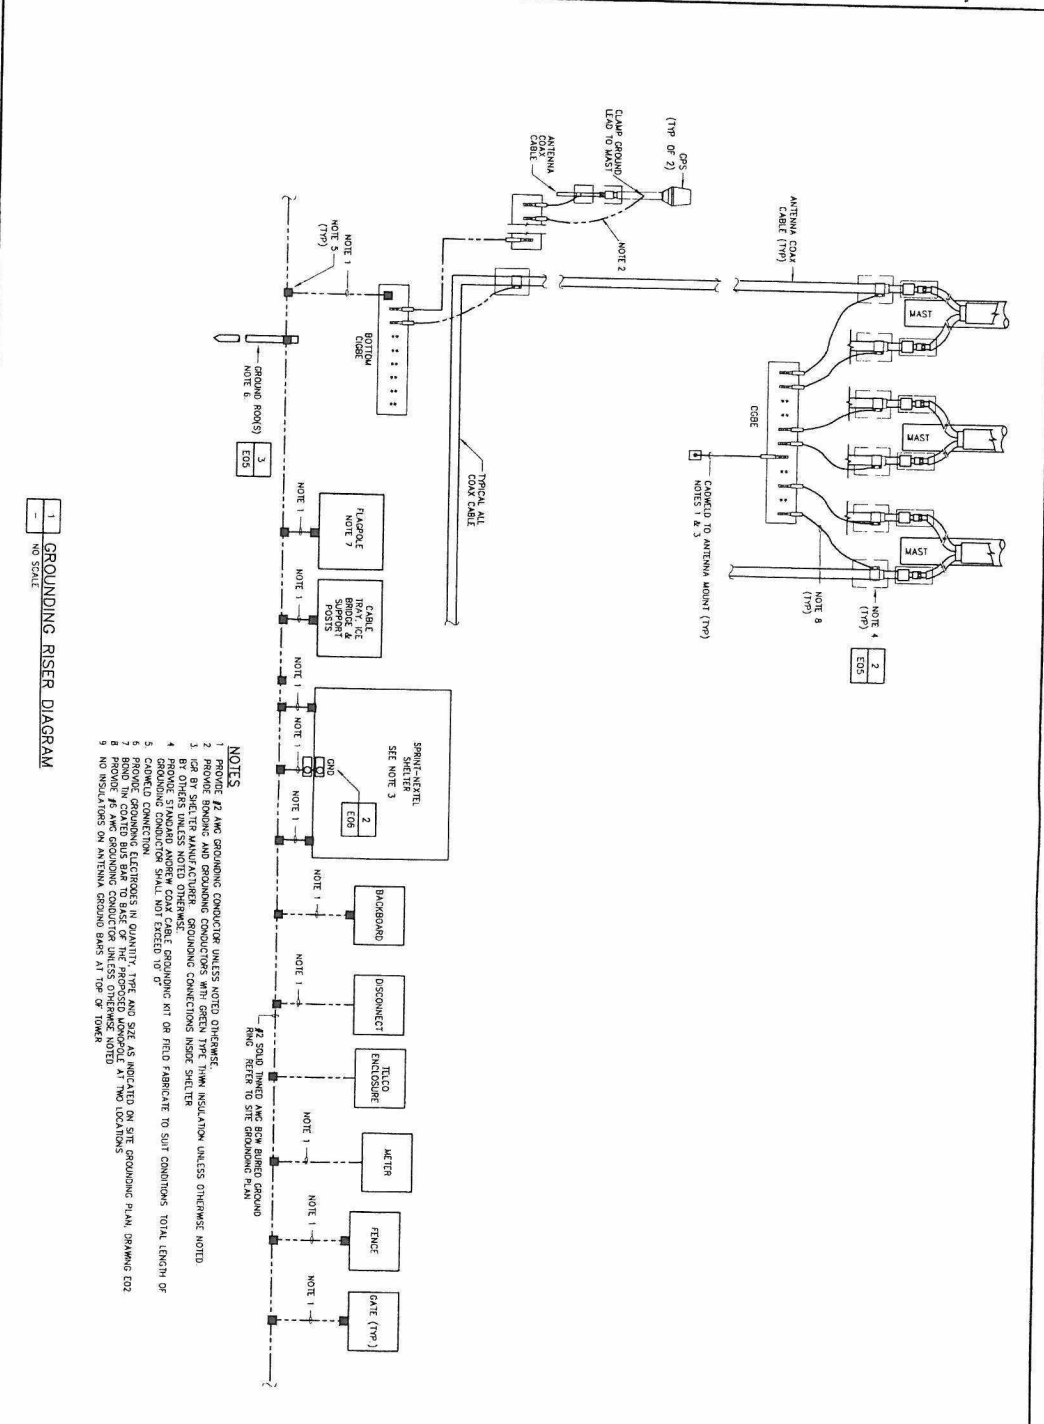 GPS
(TYP OF 2)
CLAMP GROUND
LEAD TO MAST
ANTENNA
COAX
CABLE
NOTE 2
ANTENNA COAX
CABLE (TYP)
MAST
MAST
MAST
CGBE
CADWELD TO ANTENNA MOUNT (TYP)
NOTES 1 & 3
NOTE 8
(TYP)
NOTE 4
(TYP)
2
E05
NOTE 1
NOTE 5
(TYP)
BOTTOM
CIGBE
TYPICAL ALL
COAX CABLE
GROUND ROD(S)
NOTE 6.
3
E05
FLAGPOLE
NOTE 7
NOTE 1
CABLE
TRAY, ICE
BRIDGE &
SUPPORT
POSTS
NOTE 1
SPRINT-NEXTEL
SHELTER
SEE NOTE 3
GND
2
E06
NOTE 1
NOTE 1
NOTE 1
BACKBOARD
NOTE 1
DISCONNECT
NOTE 1
TELCO
ENCLOSURE
METER
NOTE 1
FENCE
NOTE 1
GATE (TYP.)
NOTE 1
#2 SOLID TINNED AWG BCW BURIED GROUND
RING REFER TO SITE GROUNDING PLAN
NOTES
1 PROVIDE #2 AWG GROUNDING CONDUCTOR UNLESS NOTED OTHERWISE.
2 PROVIDE BONDING AND GROUNDING CONDUCTORS WITH GREEN TYPE THWN INSULATION UNLESS OTHERWISE NOTED.
3. IGR BY SHELTER MANUFACTURER. GROUNDING CONNECTIONS INSIDE SHELTER
BY OTHERS UNLESS NOTED OTHERWISE.
4 PROVIDE STANDARD ANDREW COAX CABLE GROUNDING KIT OR FIELD FABRICATE TO SUIT CONDITIONS TOTAL LENGTH OF
GROUNDING CONDUCTOR SHALL NOT EXCEED 10' 0"
5. CADWELD CONNECTION
6 PROVIDE GROUNDING ELECTRODES IN QUANTITY, TYPE AND SIZE AS INDICATED ON SITE GROUNDING PLAN, DRAWING E02
7 BOND TIN COATED BUS BAR TO BASE OF THE PROPOSED MONOPOLE AT TWO LOCATIONS
8 PROVIDE #6 AWG GROUNDING CONDUCTOR UNLESS OTHERWISE NOTED
9 NO INSULATORS ON ANTENNA GROUND BARS AT TOP OF TOWER
1
-
GROUNDING RISER DIAGRAM
NO SCALE